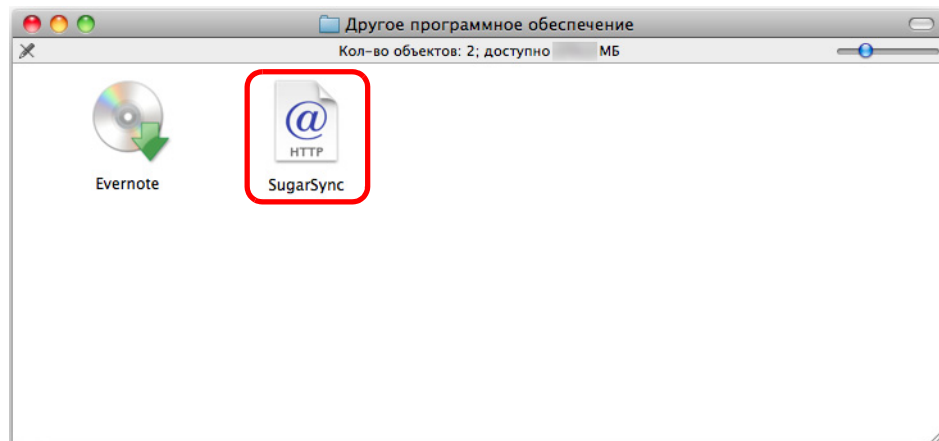 Другое программное обеспечение
Кол-во объектов: 2; доступно МБ
@
HTTP
Evernote
SugarSync